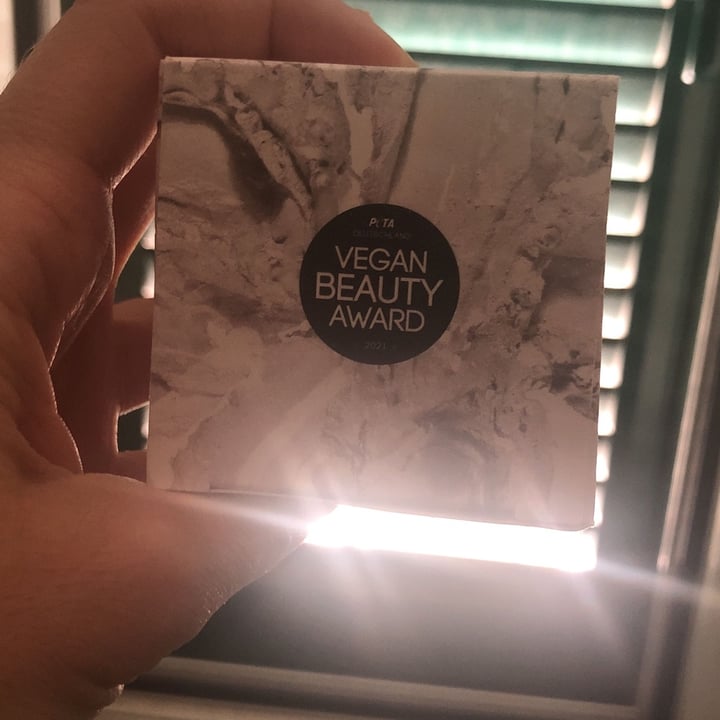 PETA
DEUTSCHLAND
VEGAN
BEAUTY
AWARD
2021